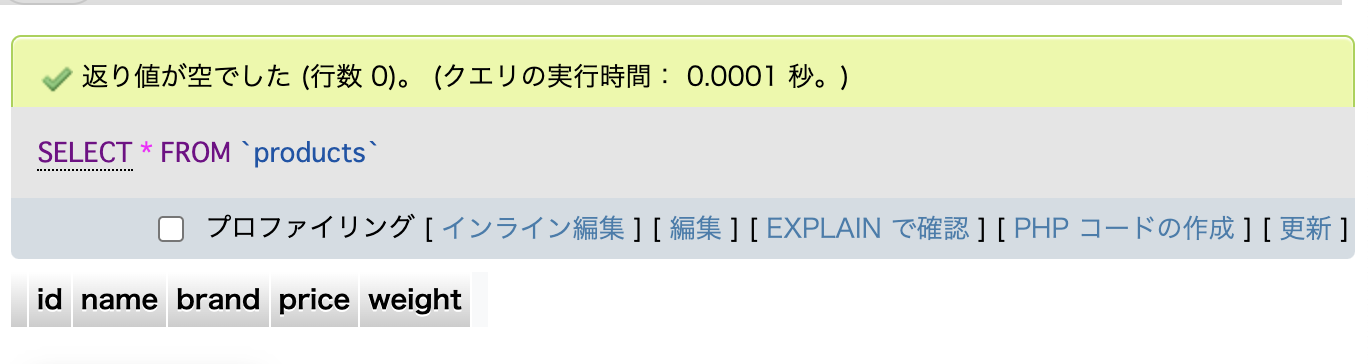 返り値が空でした (行数 0)。 (クエリの実行時間： 0.0001 秒。)
SELECT * FROM `products`
プロファイリング [ インライン編集 ] [ 編集 ] [ EXPLAIN で確認 ] [ PHP コードの作成 ] [ 更新 ]
id name brand price weight